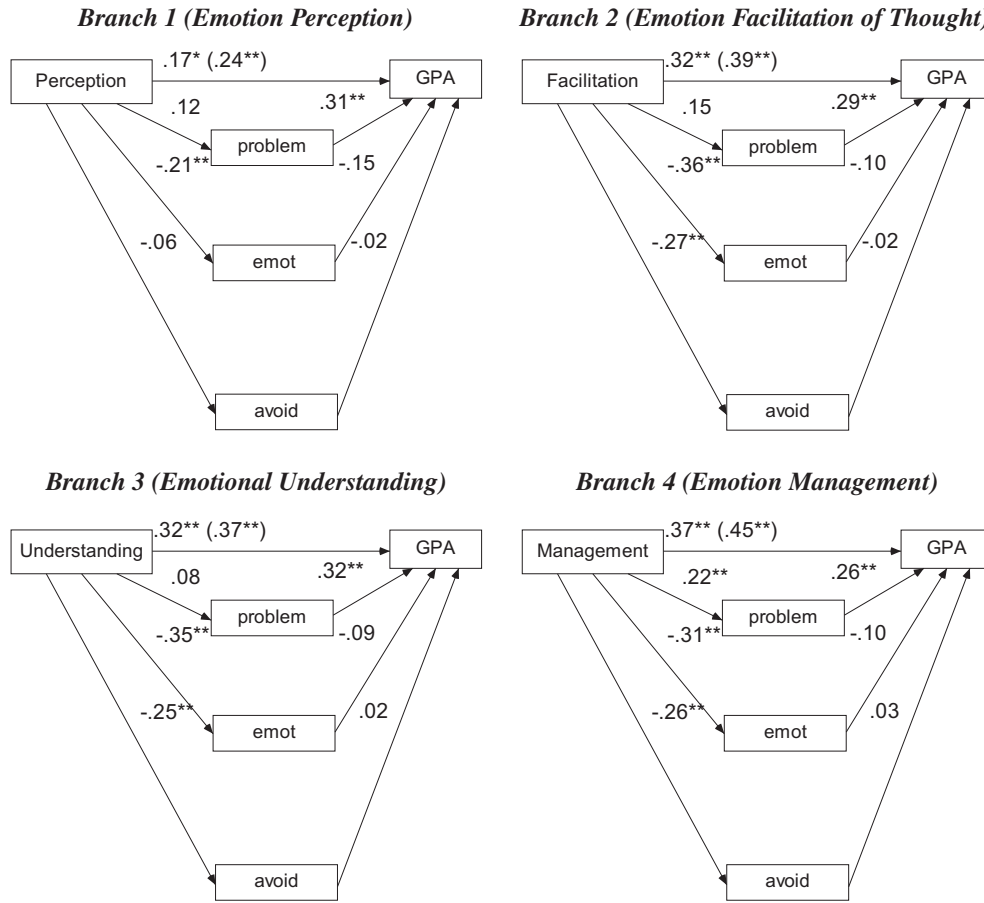 Branch 1 (Emotion Perception)
.17* (.24**)
Perception
GPA
.12
.31**
problem
-.21**
-.15
-.06
emot
-.02
avoid
Branch 2 (Emotion Facilitation of Thought)
.32** (.39**)
Facilitation
GPA
.15
.29**
problem
-.36**
-.10
-.27**
emot
-.02
avoid
Branch 3 (Emotional Understanding)
.32** (.37**)
Understanding
GPA
.08
.32**
problem
-.35**
-.09
-.25**
emot
.02
avoid
Branch 4 (Emotion Management)
.37** (.45**)
Management
GPA
.22**
.26**
problem
-.31**
-.10
-.26**
emot
.03
avoid